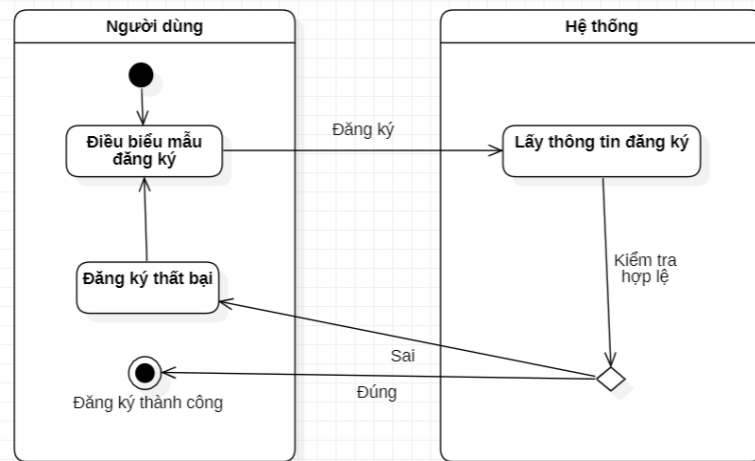 Người dùng
Hệ thống
Điều biểu mẫu
đăng ký
Đăng ký
Lấy thông tin đăng ký
Kiểm tra
hợp lệ
Đăng ký thất bại
Sai
Đúng
Đăng ký thành công